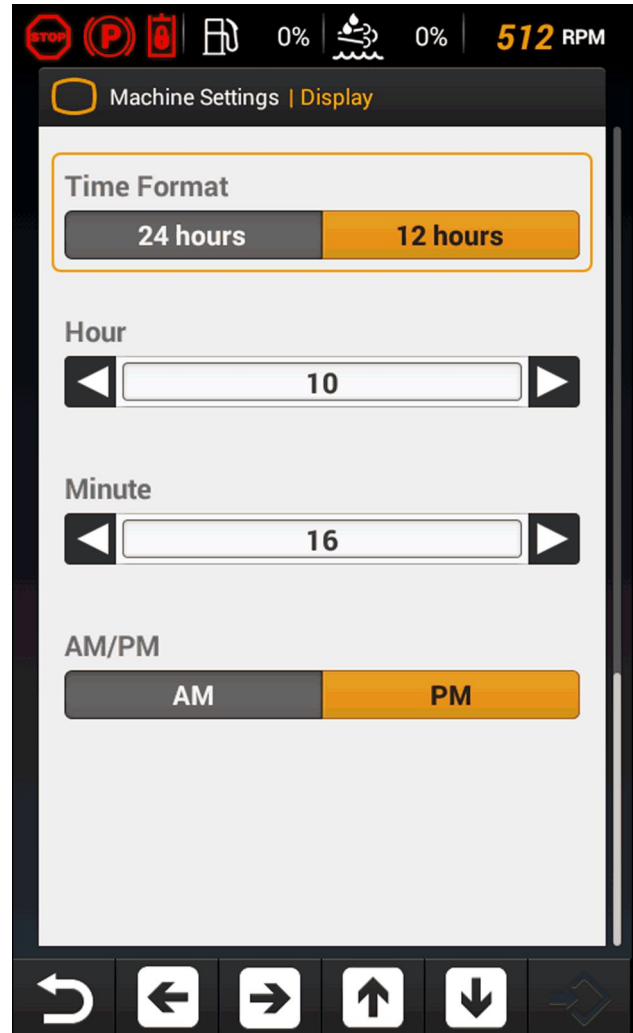 STOP P 0% 0% 512 RPM
Machine Settings | Display
Time Format
24 hours 12 hours
Hour
10
Minute
16
AM/PM
AM PM